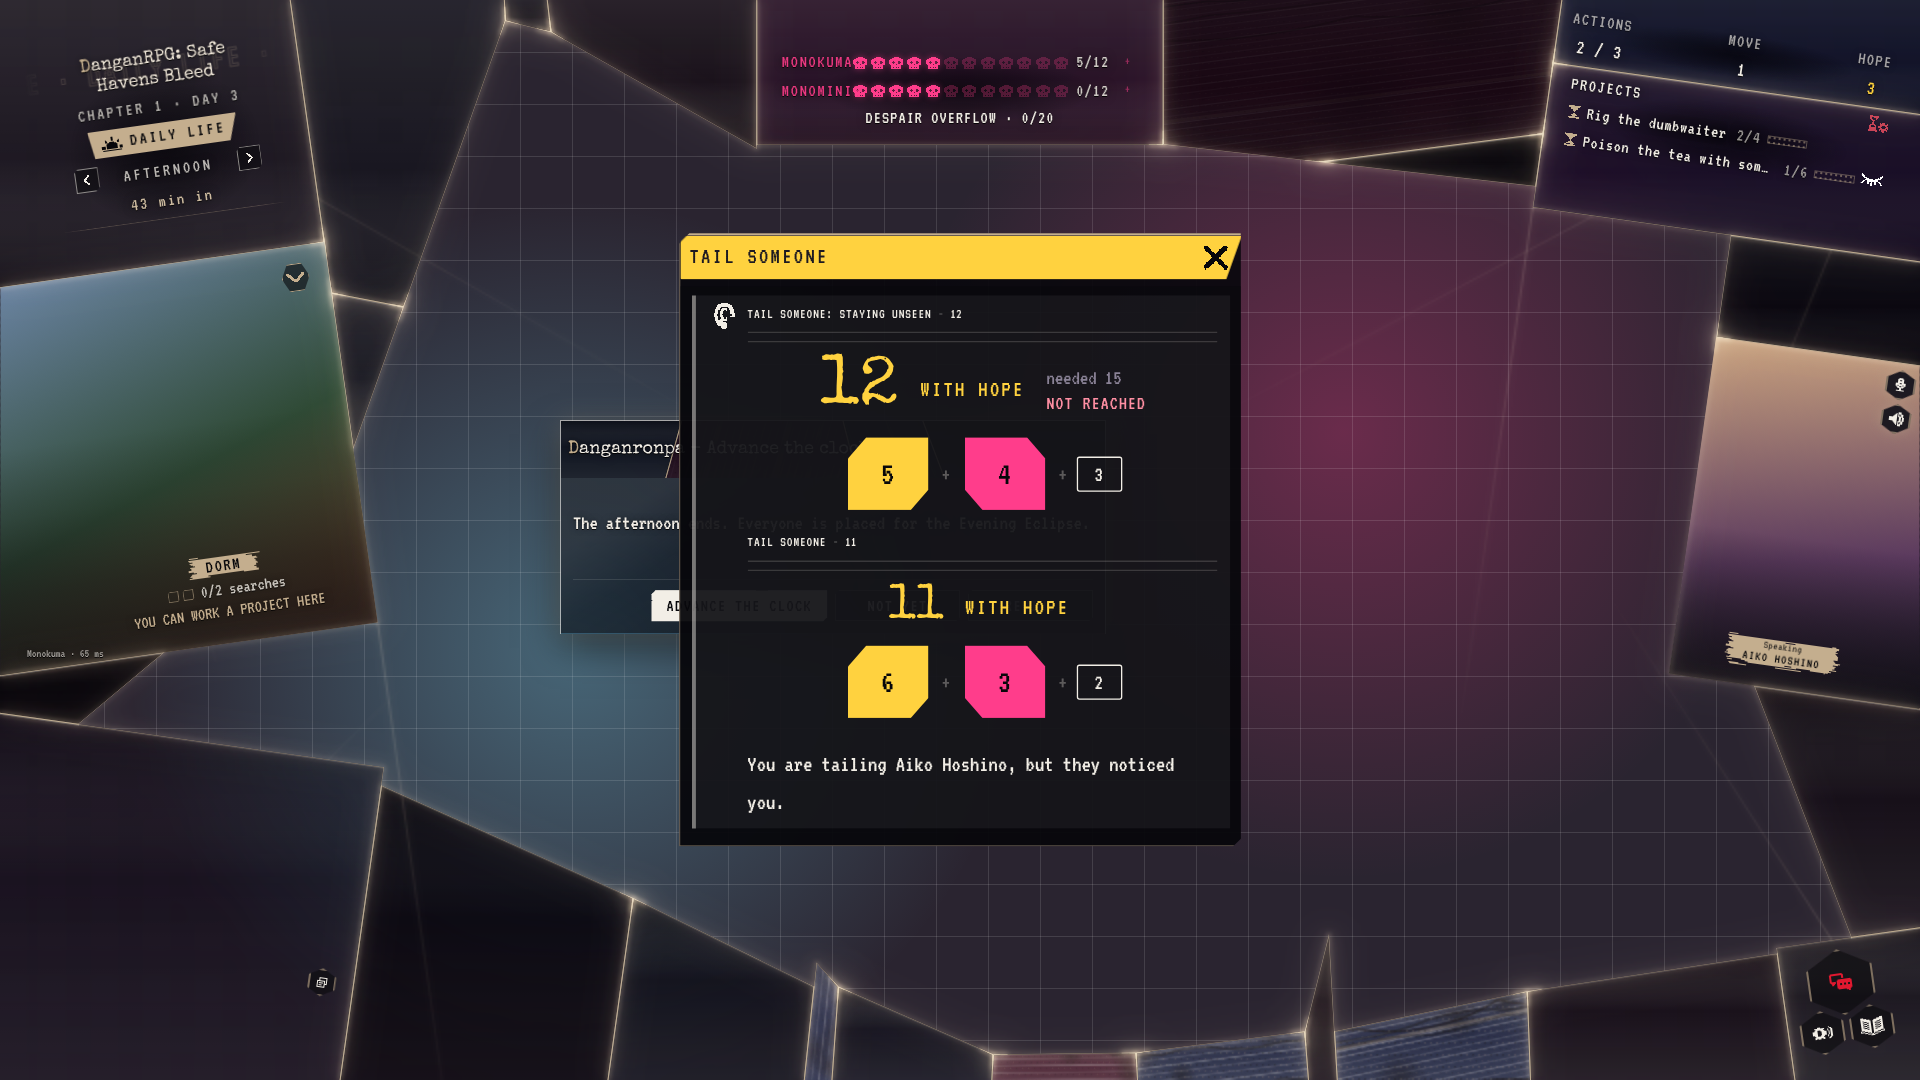 DanganRPG: Safe
Havens Bleed
CHAPTER 1 · DAY 3
DAILY LIFE
AFTERNOON
43 min in
MONOKUMA 5/12
MONOMINI 0/12
DESPAIR OVERFLOW · 0/20
ACTIONS
2 / 3
MOVE
1
HOPE
3
PROJECTS
Rig the dumbwaiter 2/4
Poison the tea with som… 1/6
DORM
0/2 searches
YOU CAN WORK A PROJECT HERE
Monokuma · 65 ms
Danganronpa - Advance the clo
The afternoon ends. Everyone is placed for the Evening Eclipse.
ADVANCE THE CLOCK
TAIL SOMEONE
TAIL SOMEONE: STAYING UNSEEN · 12
12 WITH HOPE
needed 15
NOT REACHED
5 + 4 + 3
TAIL SOMEONE · 11
11 WITH HOPE
6 + 3 + 2
You are tailing Aiko Hoshino, but they noticed
you.
Speaking
AIKO HOSHINO